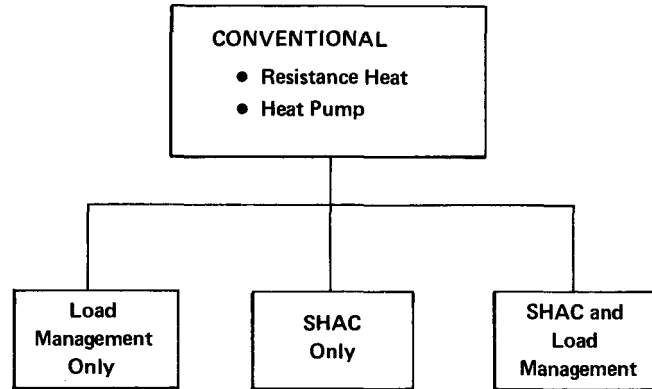 CONVENTIONAL
• Resistance Heat
• Heat Pump
Load
Management
Only
SHAC
Only
SHAC and
Load
Management